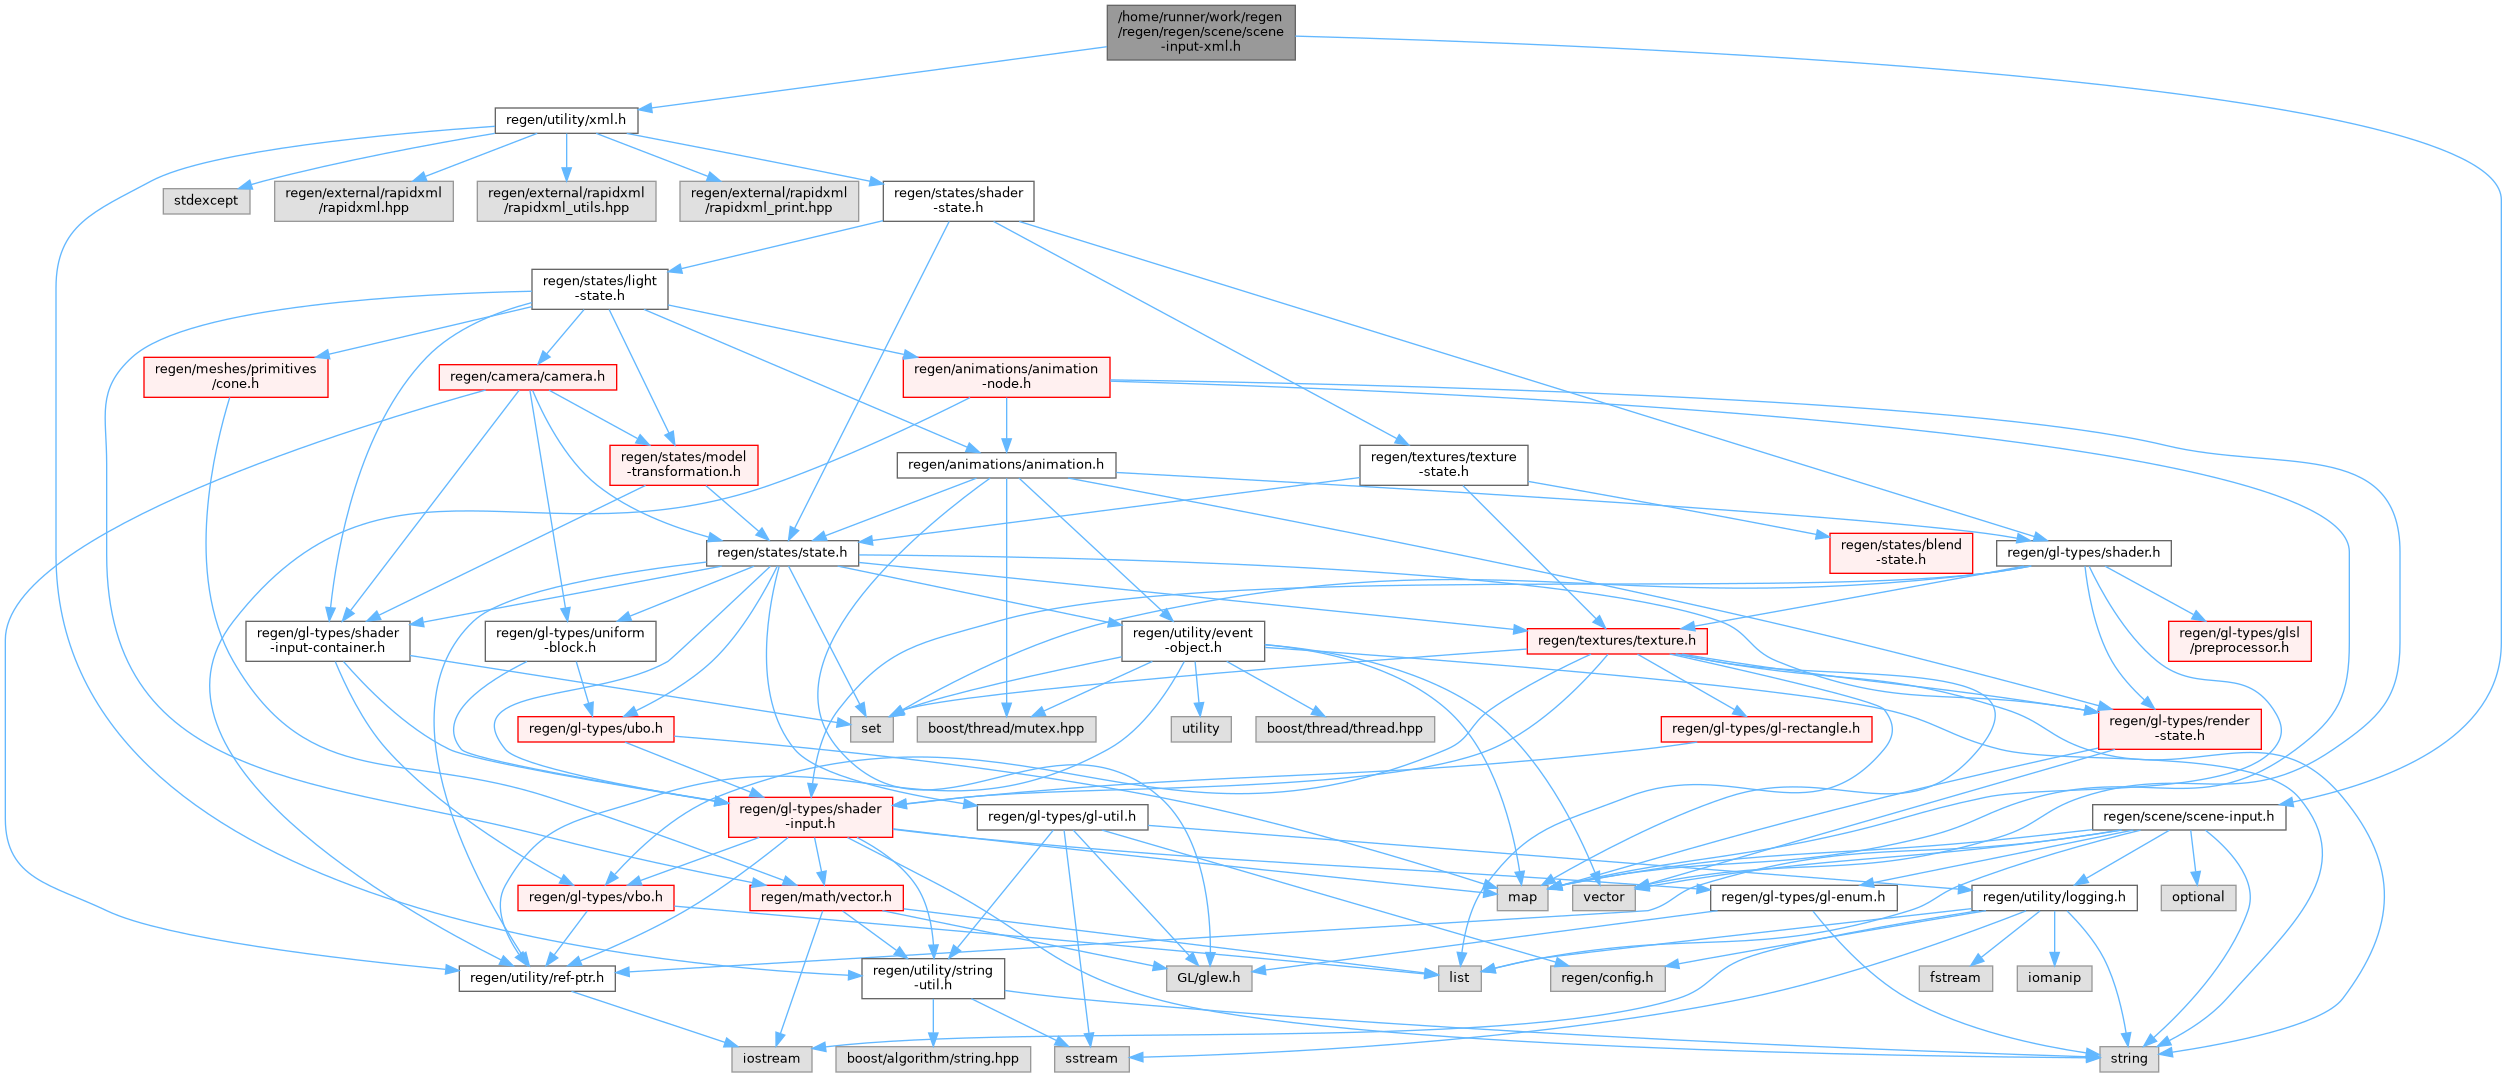 /home/runner/work/regen
/regen/regen/scene/scene
-input-xml.h
regen/utility/xml.h
stdexcept
regen/external/rapidxml
/rapidxml.hpp
regen/external/rapidxml
/rapidxml_utils.hpp
regen/external/rapidxml
/rapidxml_print.hpp
regen/states/shader
-state.h
regen/states/light
-state.h
regen/meshes/primitives
/cone.h
regen/camera/camera.h
regen/animations/animation
-node.h
regen/states/model
-transformation.h
regen/animations/animation.h
regen/textures/texture
-state.h
regen/states/state.h
regen/states/blend
-state.h
regen/gl-types/shader.h
regen/gl-types/shader
-input-container.h
regen/gl-types/uniform
-block.h
regen/utility/event
-object.h
regen/textures/texture.h
regen/gl-types/glsl
/preprocessor.h
regen/gl-types/ubo.h
set
boost/thread/mutex.hpp
utility
boost/thread/thread.hpp
regen/gl-types/gl-rectangle.h
regen/gl-types/render
-state.h
regen/gl-types/shader
-input.h
regen/gl-types/gl-util.h
regen/scene/scene-input.h
regen/gl-types/vbo.h
regen/math/vector.h
map
vector
regen/gl-types/gl-enum.h
regen/utility/logging.h
optional
regen/utility/ref-ptr.h
regen/utility/string
-util.h
GL/glew.h
list
regen/config.h
fstream
iomanip
iostream
boost/algorithm/string.hpp
sstream
string